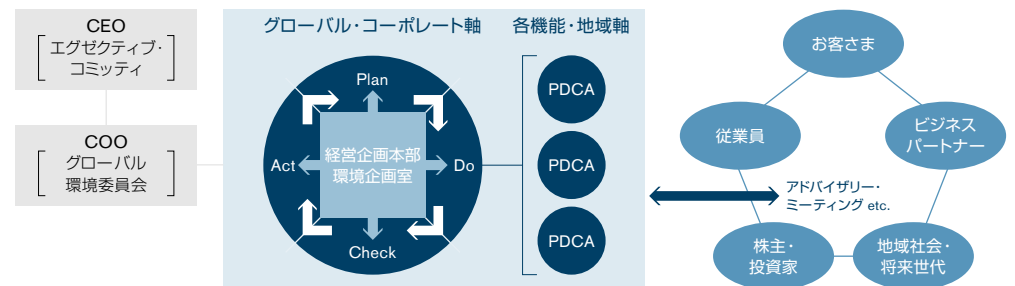 CEO
エグゼクティブ・
コミッティ
COO
グローバル
環境委員会
グローバル・コーポレート軸
Plan
Act
経営企画本部
環境企画室
Do
Check
各機能・地域軸
PDCA
PDCA
PDCA
お客さま
従業員
ビジネス
パートナー
アドバイザリー・
ミーティング etc.
株主・
投資家
地域社会・
将来世代